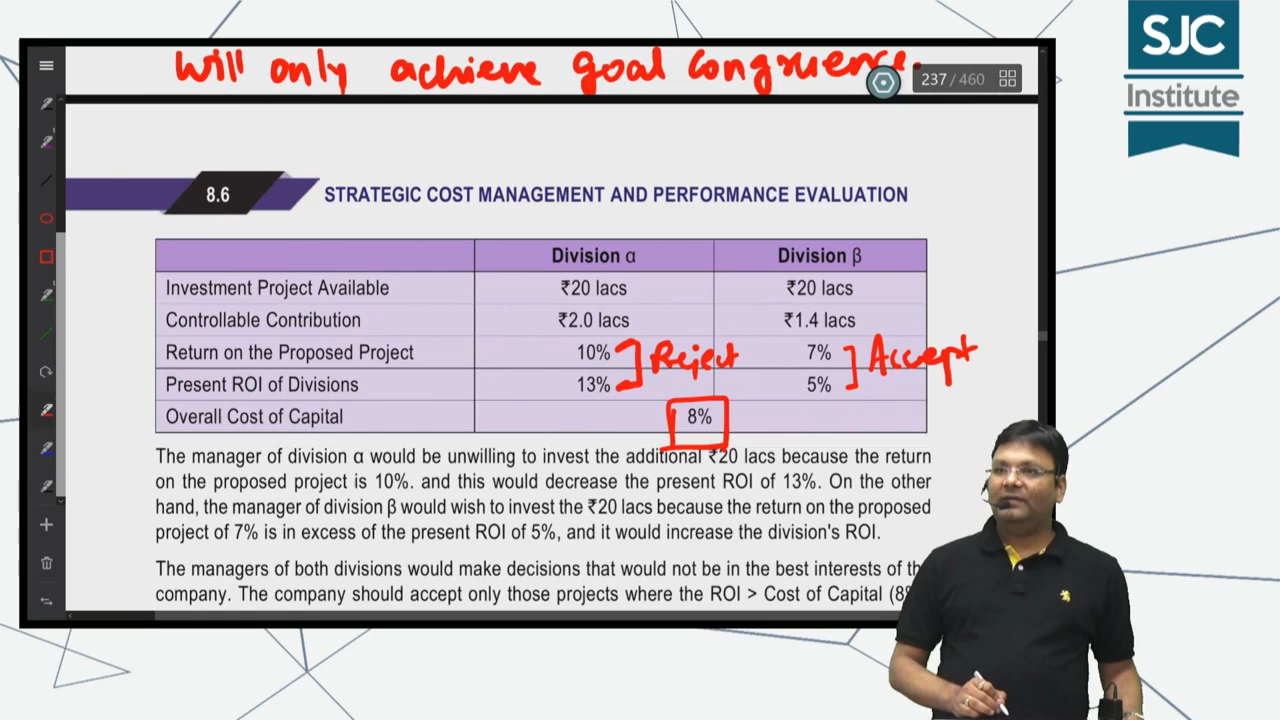 will only achieve goal congruence.
237 / 460
SJC
Institute
8.6
STRATEGIC COST MANAGEMENT AND PERFORMANCE EVALUATION
Division α Division β
Investment Project Available ₹20 lacs ₹20 lacs
Controllable Contribution ₹2.0 lacs ₹1.4 lacs
Return on the Proposed Project 10% 7%
Reject Accept
Present ROI of Divisions 13% 5%
Overall Cost of Capital 8%
The manager of division α would be unwilling to invest the additional ₹20 lacs because the return
on the proposed project is 10%. and this would decrease the present ROI of 13%. On the other
hand, the manager of division β would wish to invest the ₹20 lacs because the return on the proposed
project of 7% is in excess of the present ROI of 5%, and it would increase the division's ROI.
The managers of both divisions would make decisions that would not be in the best interests of
company. The company should accept only those projects where the ROI > Cost of Capital